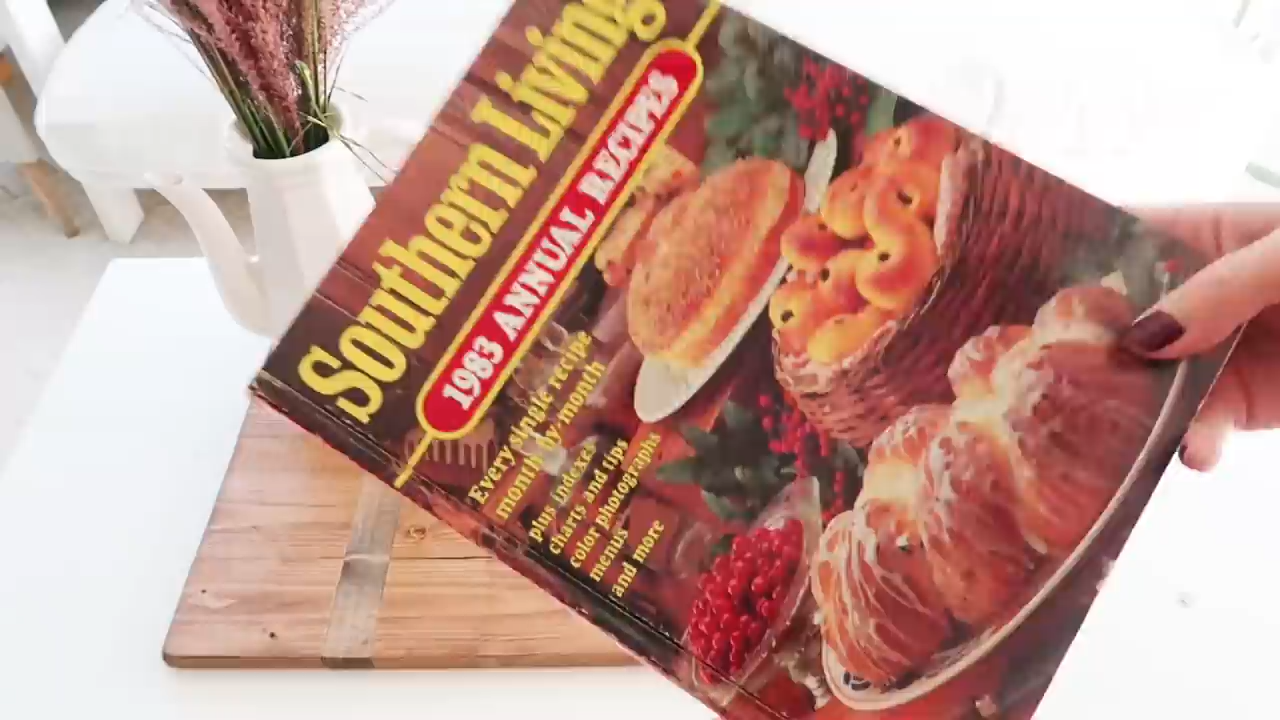 Southern Living
1983 ANNUAL RECIPES
Every single recipe
month-by-month
plus indexes
charts and tips
color photographs
menus
and more